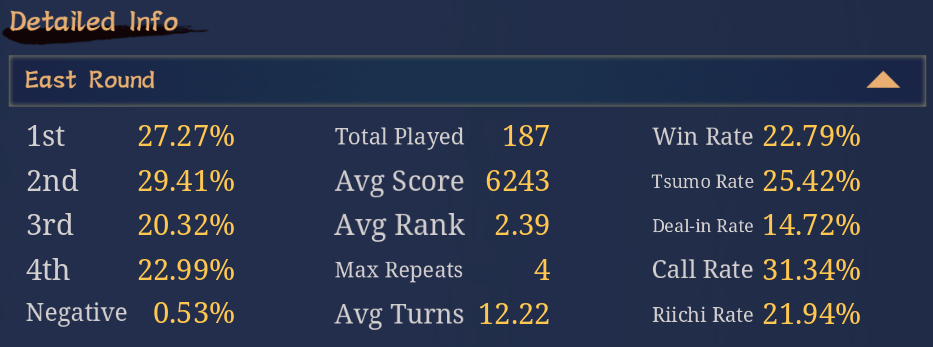 Detailed Info
East Round
1st 27.27% Total Played 187 Win Rate 22.79%
2nd 29.41% Avg Score 6243 Tsumo Rate 25.42%
3rd 20.32% Avg Rank 2.39 Deal-in Rate 14.72%
4th 22.99% Max Repeats 4 Call Rate 31.34%
Negative 0.53% Avg Turns 12.22 Riichi Rate 21.94%